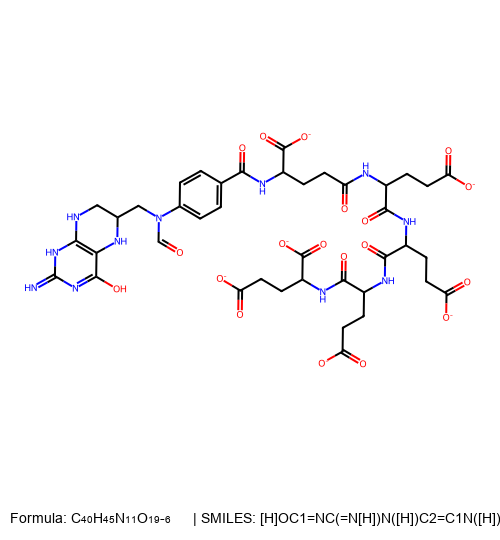 Formula: C₄₀H₄₅N₁₁O₁₉-₆ | SMILES: [H]OC1=NC(=N[H])N([H])C2=C1N([H])